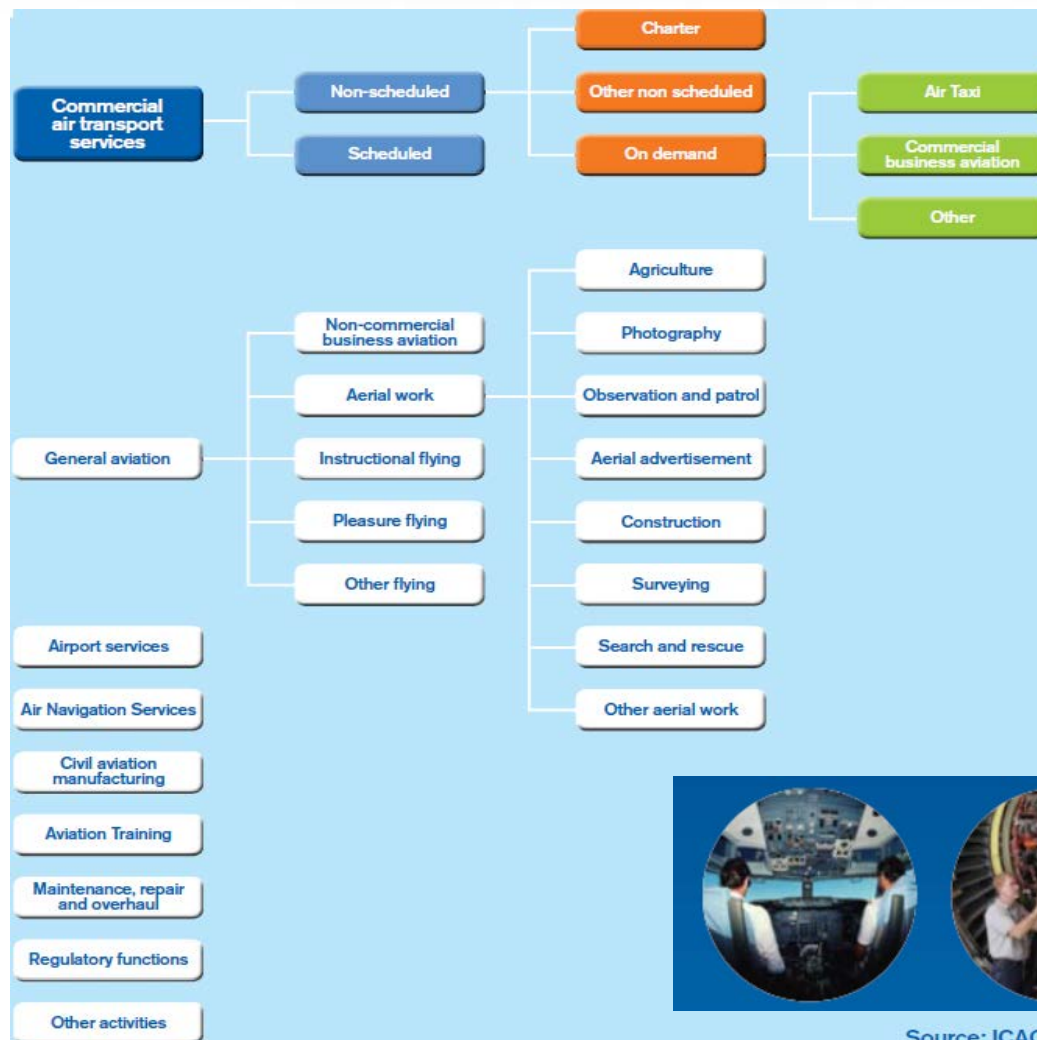 Commercial
air transport
services
Non-scheduled
Scheduled
Charter
Other non scheduled
On demand
Air Taxi
Commercial
business aviation
Other
General aviation
Non-commercial
business aviation
Aerial work
Instructional flying
Pleasure flying
Other flying
Agriculture
Photography
Observation and patrol
Aerial advertisement
Construction
Surveying
Search and rescue
Other aerial work
Airport services
Air Navigation Services
Civil aviation
manufacturing
Aviation Training
Maintenance, repair
and overhaul
Regulatory functions
Other activities
Source: